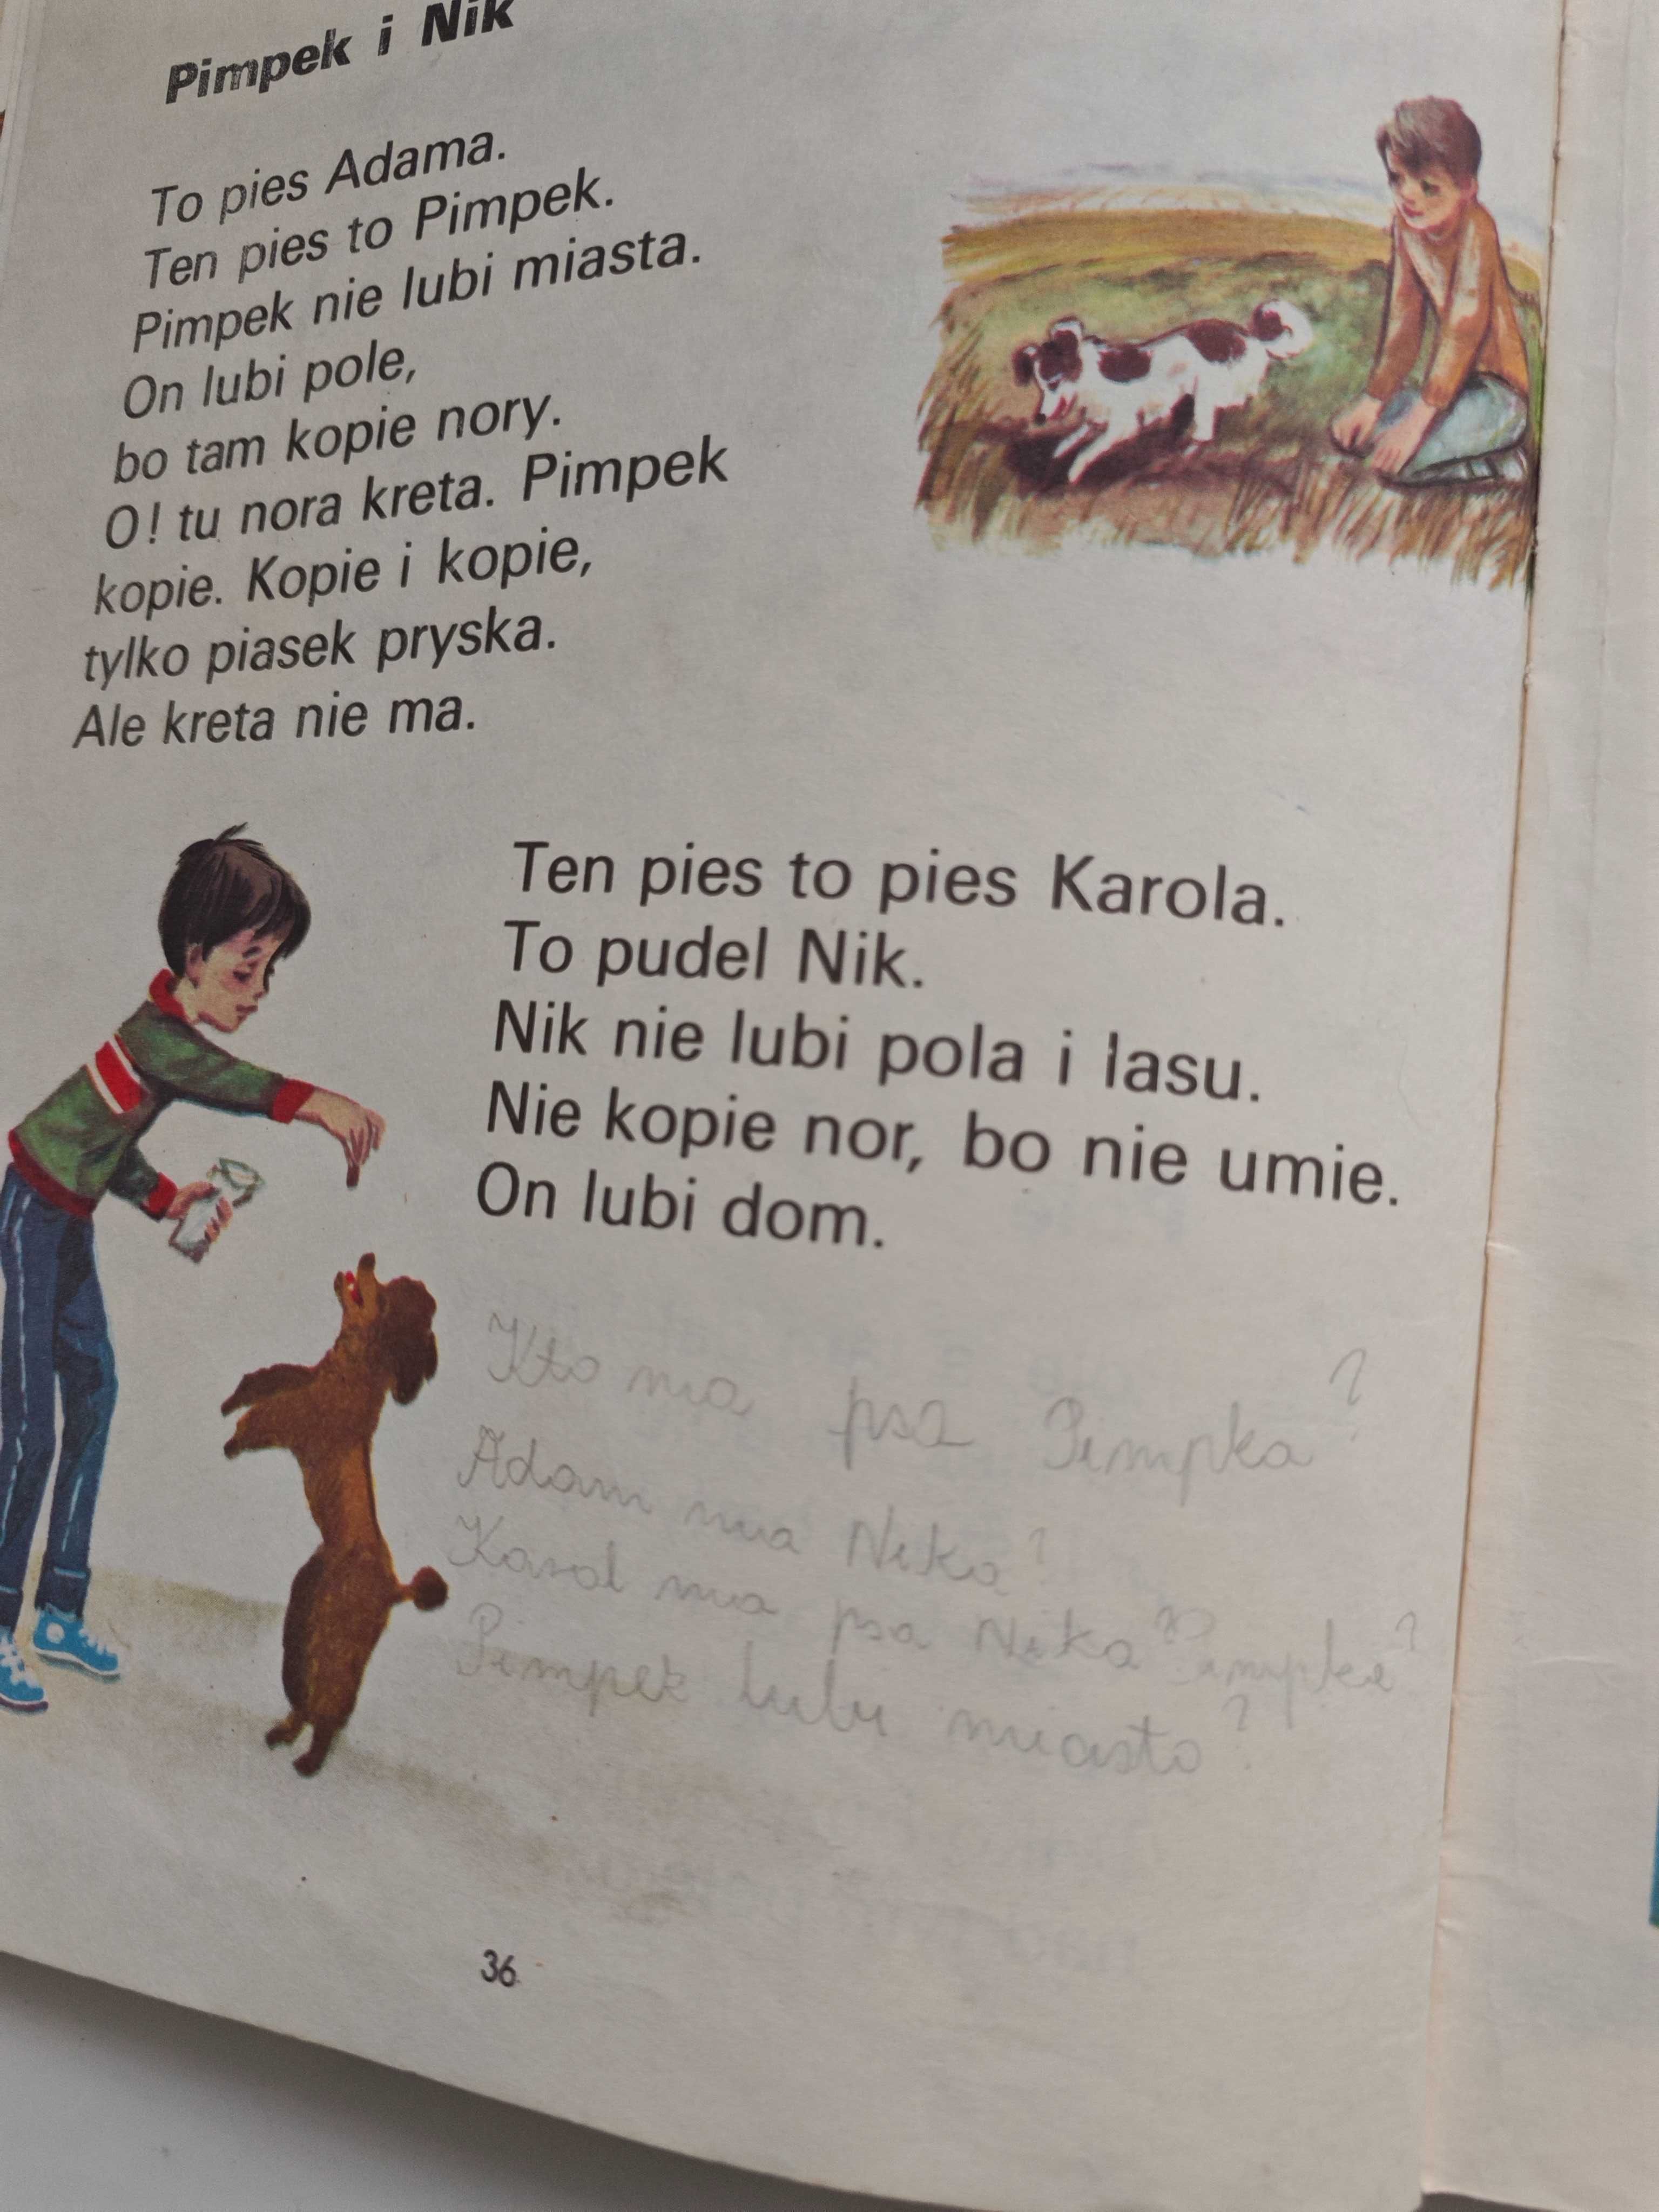 Pimpek i Nik
To pies Adama.
Ten pies to Pimpek.
Pimpek nie lubi miasta.
On lubi pole,
bo tam kopie nory.
O! tu nora kreta. Pimpek
kopie. Kopie i kopie,
tylko piasek pryska.
Ale kreta nie ma.
Ten pies to pies Karola.
To pudel Nik.
Nik nie lubi pola i lasu.
Nie kopie nor, bo nie umie.
On lubi dom.
Kto ma psa Pimpka?
Adam ma Nika?
Karol ma psa Nika? Pimpka?
Pimpek lubi miasto?
36